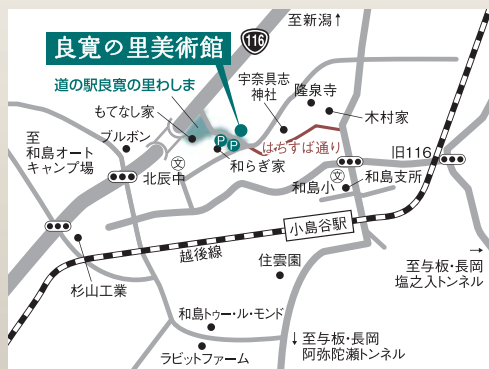 至新潟↑
116
良寛の里美術館
道の駅良寛の里わしま
宇奈具志
神社
隆泉寺
もてなし家
木村家
至
和島オート
キャンプ場
ブルボン
P
P
はちすば通り
文
北辰中
和らぎ家
旧116
文
和島小
和島支所
小島谷駅
越後線
住雲園
杉山工業
→
至与板・長岡
塩之入トンネル
和島トゥー・ル・モンド
↓至与板・長岡
阿弥陀瀬トンネル
ラビットファーム